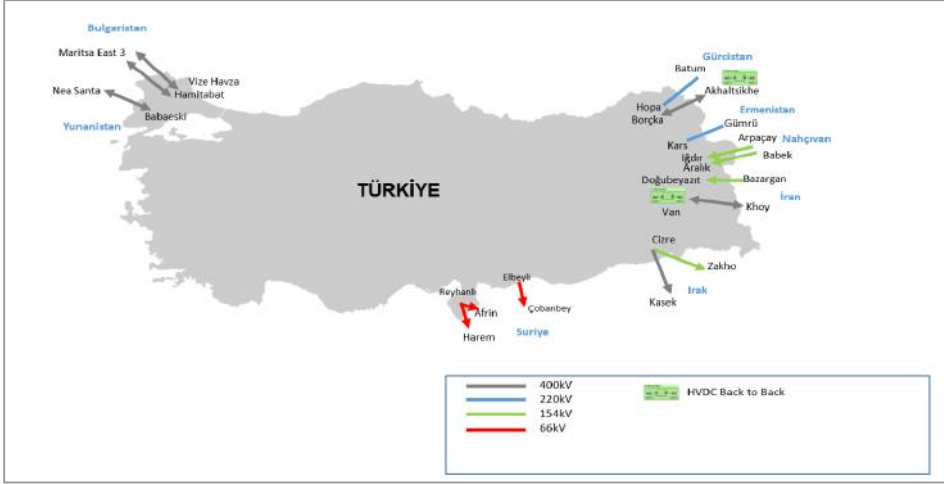 Bulgaristan
Maritsa East 3
Nea Santa
Vize Havza
Hamitabat
Babaeski
Yunanistan
Gürcistan
Batum
Akhaltsikhe
Hopa
Borçka
Ermenistan
Gümrü
Kars
Arpaçay
Nahçıvan
Iğdır
Aralık
Babek
Doğubeyazıt
Bazargan
İran
Van
Khoy
TÜRKİYE
Cizre
Zakho
Irak
Kasek
Elbeyli
Reyhanlı
Afrin
Çobanbey
Harem
Suriye
400kV
220kV
154kV
66kV
HVDC Back to Back